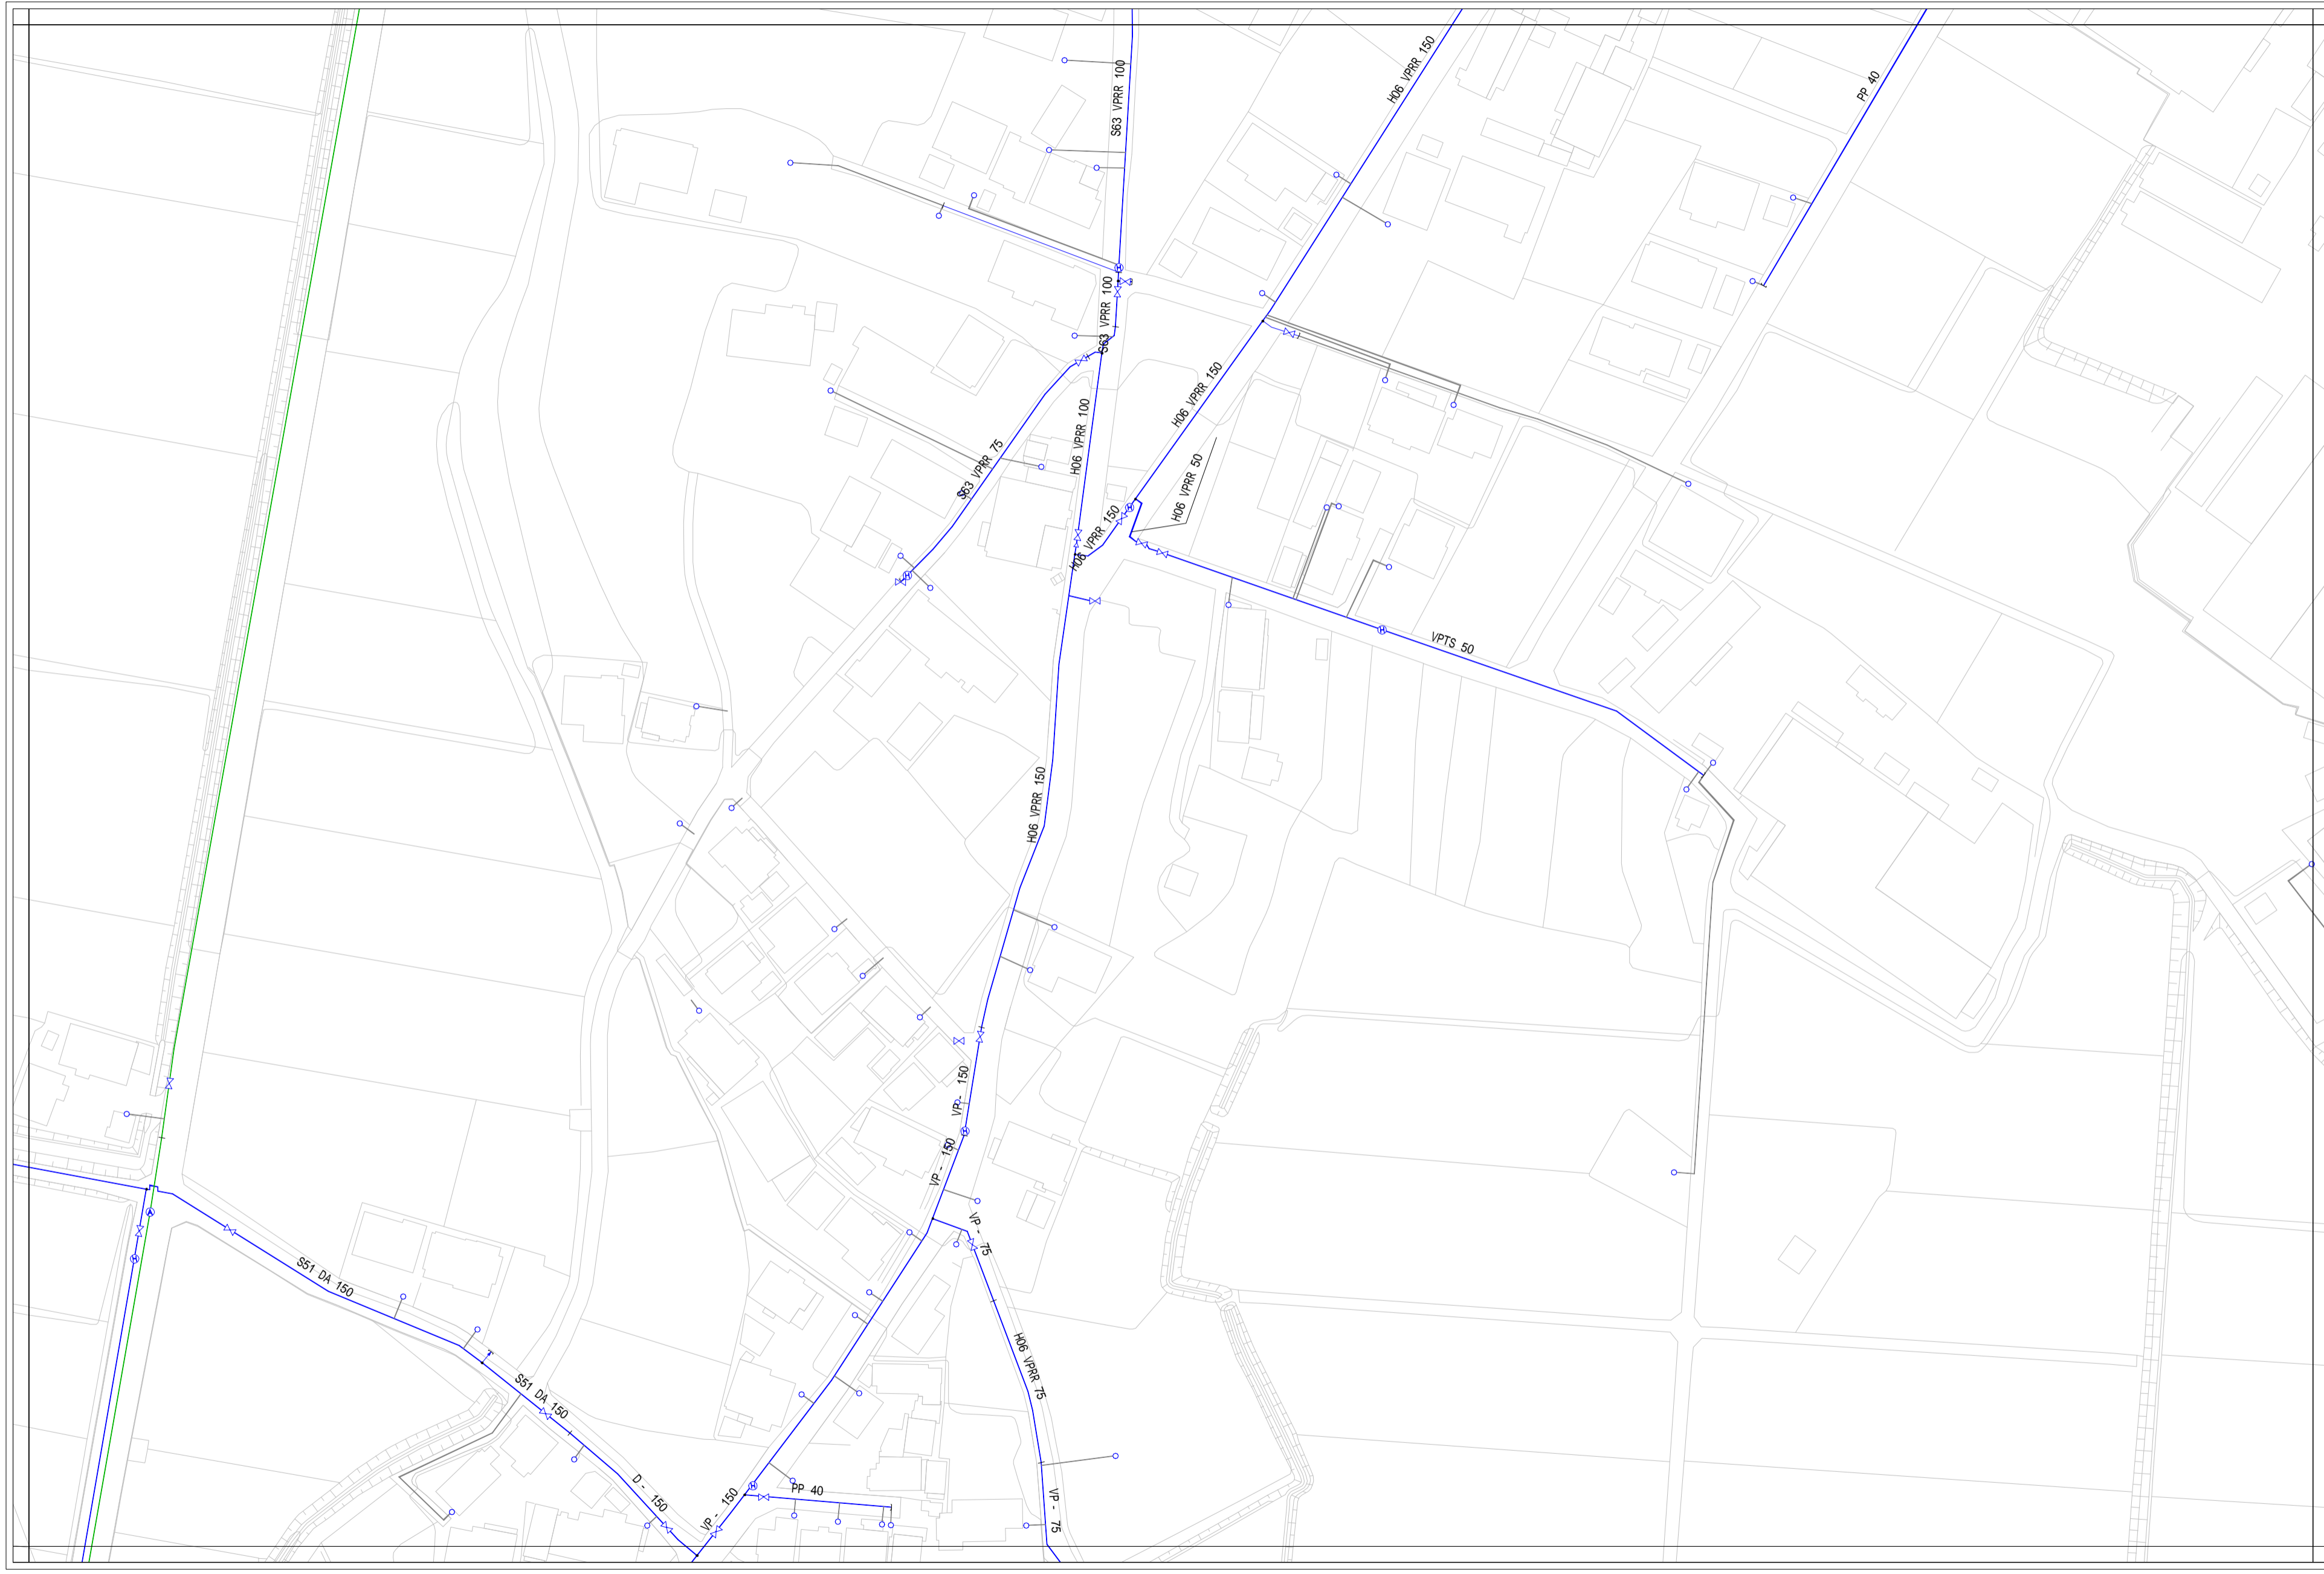 H06 VPRR 150
S63 VPRR 100
PP 40
S63 VPRR 100
H06 VPRR 150
H06 VPRR 100
S63 VPRR 75
H06 VPRR 50
H06 VPRR 150
VPTS 50
H06 VPRR 150
VP - 150
VP - 150
VP - 75
S51 DA 150
H06 VPRR 75
S51 DA 150
D - 150
VP - 150
PP 40
VP - 75
H
H
H
H
H
A
H
H